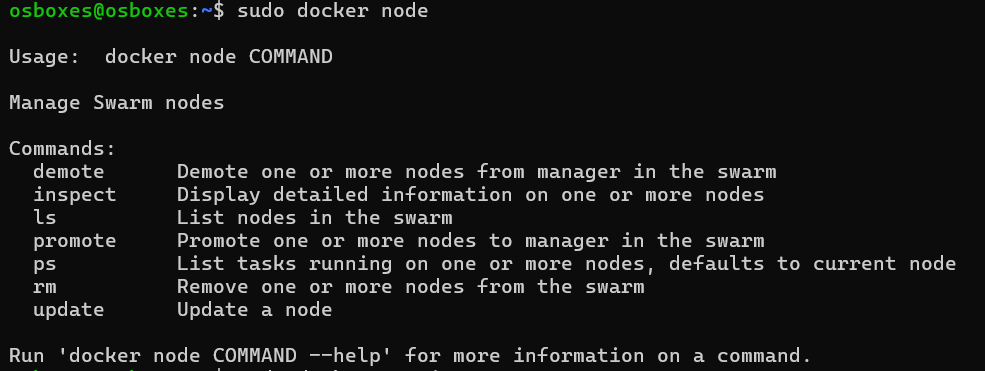 osboxes@osboxes:~$ sudo docker node
Usage:  docker node COMMAND
Manage Swarm nodes
Commands:
  demote      Demote one or more nodes from manager in the swarm
  inspect     Display detailed information on one or more nodes
  ls          List nodes in the swarm
  promote     Promote one or more nodes to manager in the swarm
  ps          List tasks running on one or more nodes, defaults to current node
  rm          Remove one or more nodes from the swarm
  update      Update a node
Run 'docker node COMMAND --help' for more information on a command.